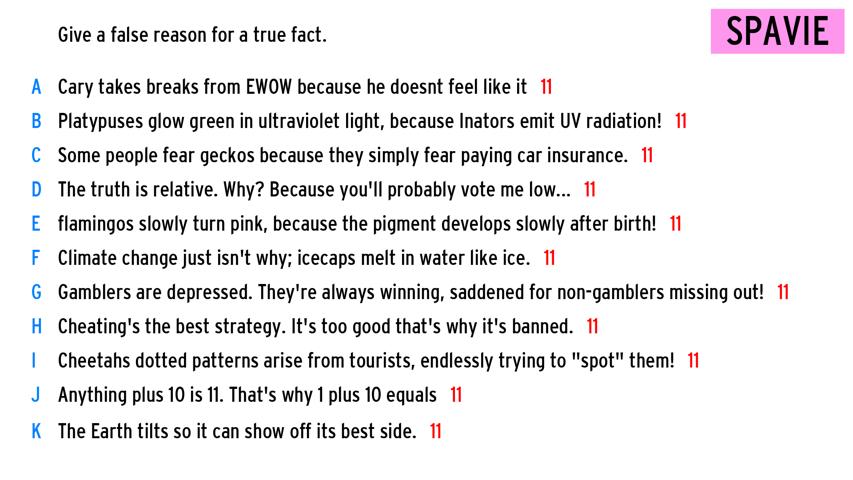 SPAVIE
Give a false reason for a true fact.
A Cary takes breaks from EWOW because he doesnt feel like it 11
B Platypuses glow green in ultraviolet light, because Inators emit UV radiation! 11
C Some people fear geckos because they simply fear paying car insurance. 11
D The truth is relative. Why? Because you'll probably vote me low... 11
E flamingos slowly turn pink, because the pigment develops slowly after birth! 11
F Climate change just isn't why; icecaps melt in water like ice. 11
G Gamblers are depressed. They're always winning, saddened for non-gamblers missing out! 11
H Cheating's the best strategy. It's too good that's why it's banned. 11
I Cheetahs dotted patterns arise from tourists, endlessly trying to "spot" them! 11
J Anything plus 10 is 11. That's why 1 plus 10 equals 11
K The Earth tilts so it can show off its best side. 11